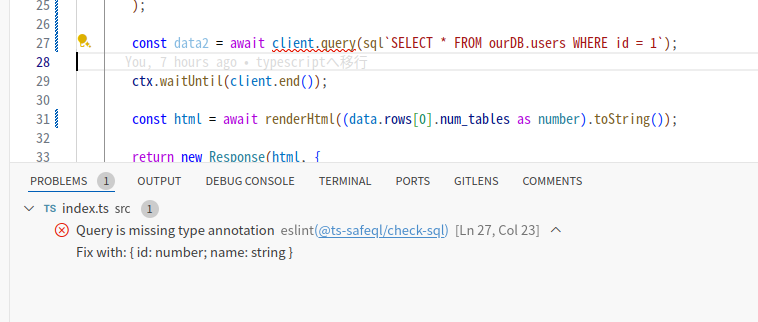 25 );
26
27 const data2 = await client.query(sql`SELECT * FROM ourDB.users WHERE id = 1`);
28 You, 7 hours ago • typescriptへ移行
29 ctx.waitUntil(client.end());
30
31 const html = await renderHtml((data.rows[0].num_tables as number).toString());
32
33 return new Response(html, {
PROBLEMS 1 OUTPUT DEBUG CONSOLE TERMINAL PORTS GITLENS COMMENTS
TS index.ts src 1
Query is missing type annotation eslint(@ts-safeql/check-sql) [Ln 27, Col 23]
Fix with: { id: number; name: string }